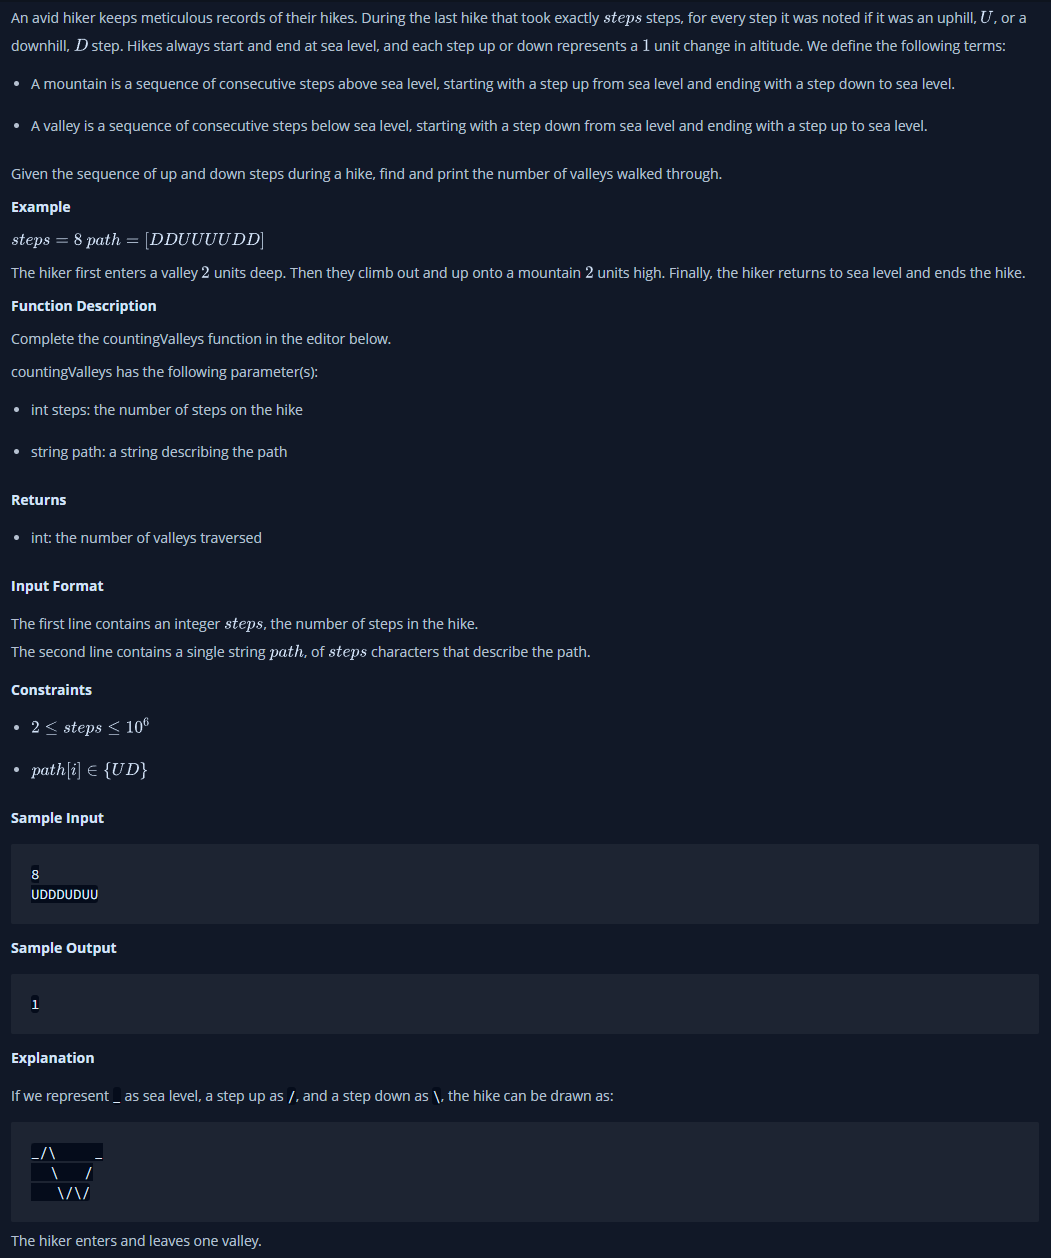 An avid hiker keeps meticulous records of their hikes. During the last hike that took exactly steps steps, for every step it was noted if it was an uphill, U, or a
downhill, D step. Hikes always start and end at sea level, and each step up or down represents a 1 unit change in altitude. We define the following terms:
• A mountain is a sequence of consecutive steps above sea level, starting with a step up from sea level and ending with a step down to sea level.
• A valley is a sequence of consecutive steps below sea level, starting with a step down from sea level and ending with a step up to sea level.
Given the sequence of up and down steps during a hike, find and print the number of valleys walked through.
Example
steps = 8 path = [DDUUUUDD]
The hiker first enters a valley 2 units deep. Then they climb out and up onto a mountain 2 units high. Finally, the hiker returns to sea level and ends the hike.
Function Description
Complete the countingValleys function in the editor below.
countingValleys has the following parameter(s):
• int steps: the number of steps on the hike
• string path: a string describing the path
Returns
• int: the number of valleys traversed
Input Format
The first line contains an integer steps, the number of steps in the hike.
The second line contains a single string path, of steps characters that describe the path.
Constraints
• 2 ≤ steps ≤ 10⁶
• path[i] ∈ {UD}
Sample Input
8
UDDDUDUU
Sample Output
1
Explanation
If we represent _ as sea level, a step up as /, and a step down as \, the hike can be drawn as:
_/\      _
   \    /
    \/\/
The hiker enters and leaves one valley.